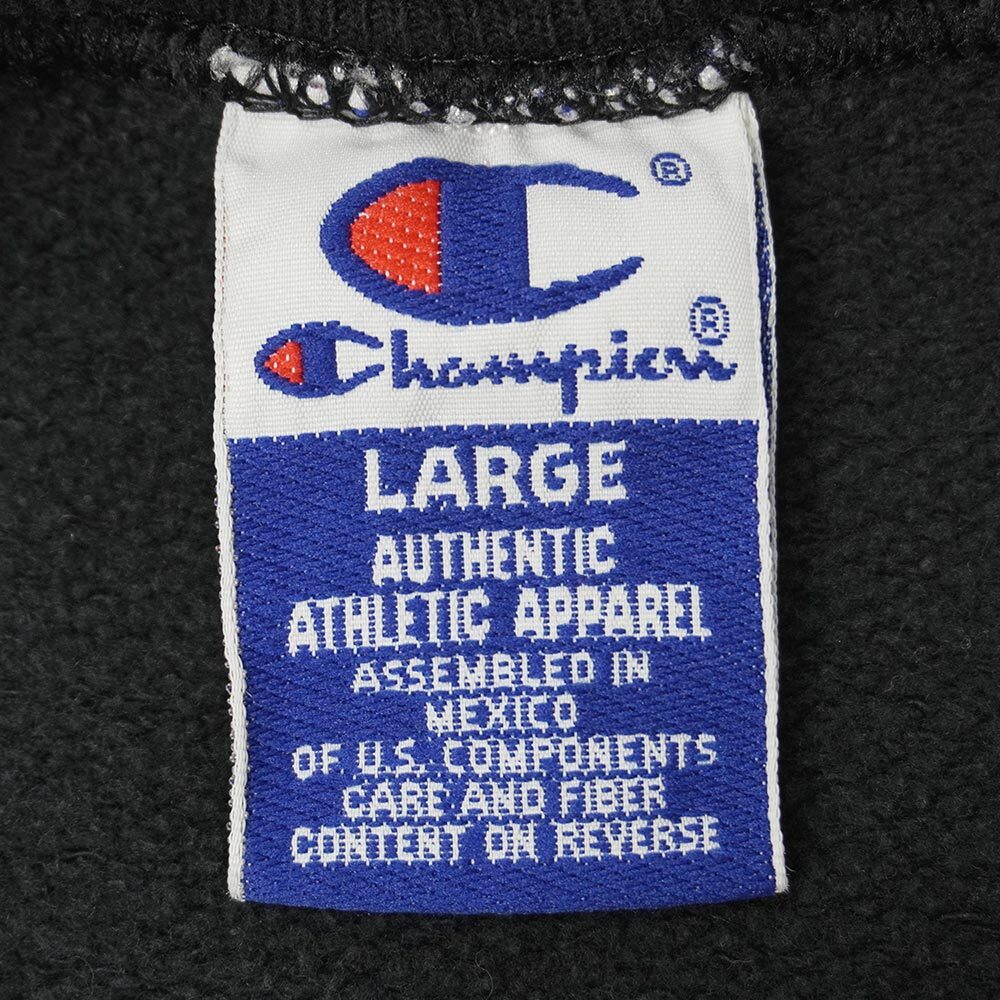 C®
Champion®
LARGE
AUTHENTIC
ATHLETIC APPAREL
ASSEMBLED IN
MEXICO
OF U.S. COMPONENTS
CARE AND FIBER
CONTENT ON REVERSE